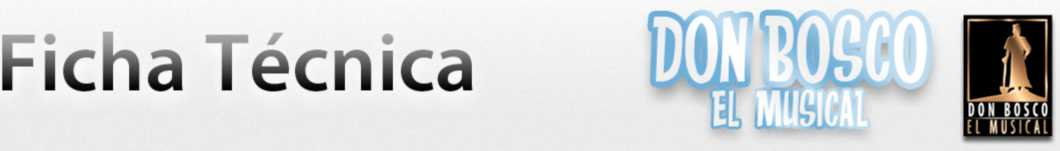 Ficha Técnica
DON BOSCO
EL MUSICAL
DON BOSCO
EL MUSICAL